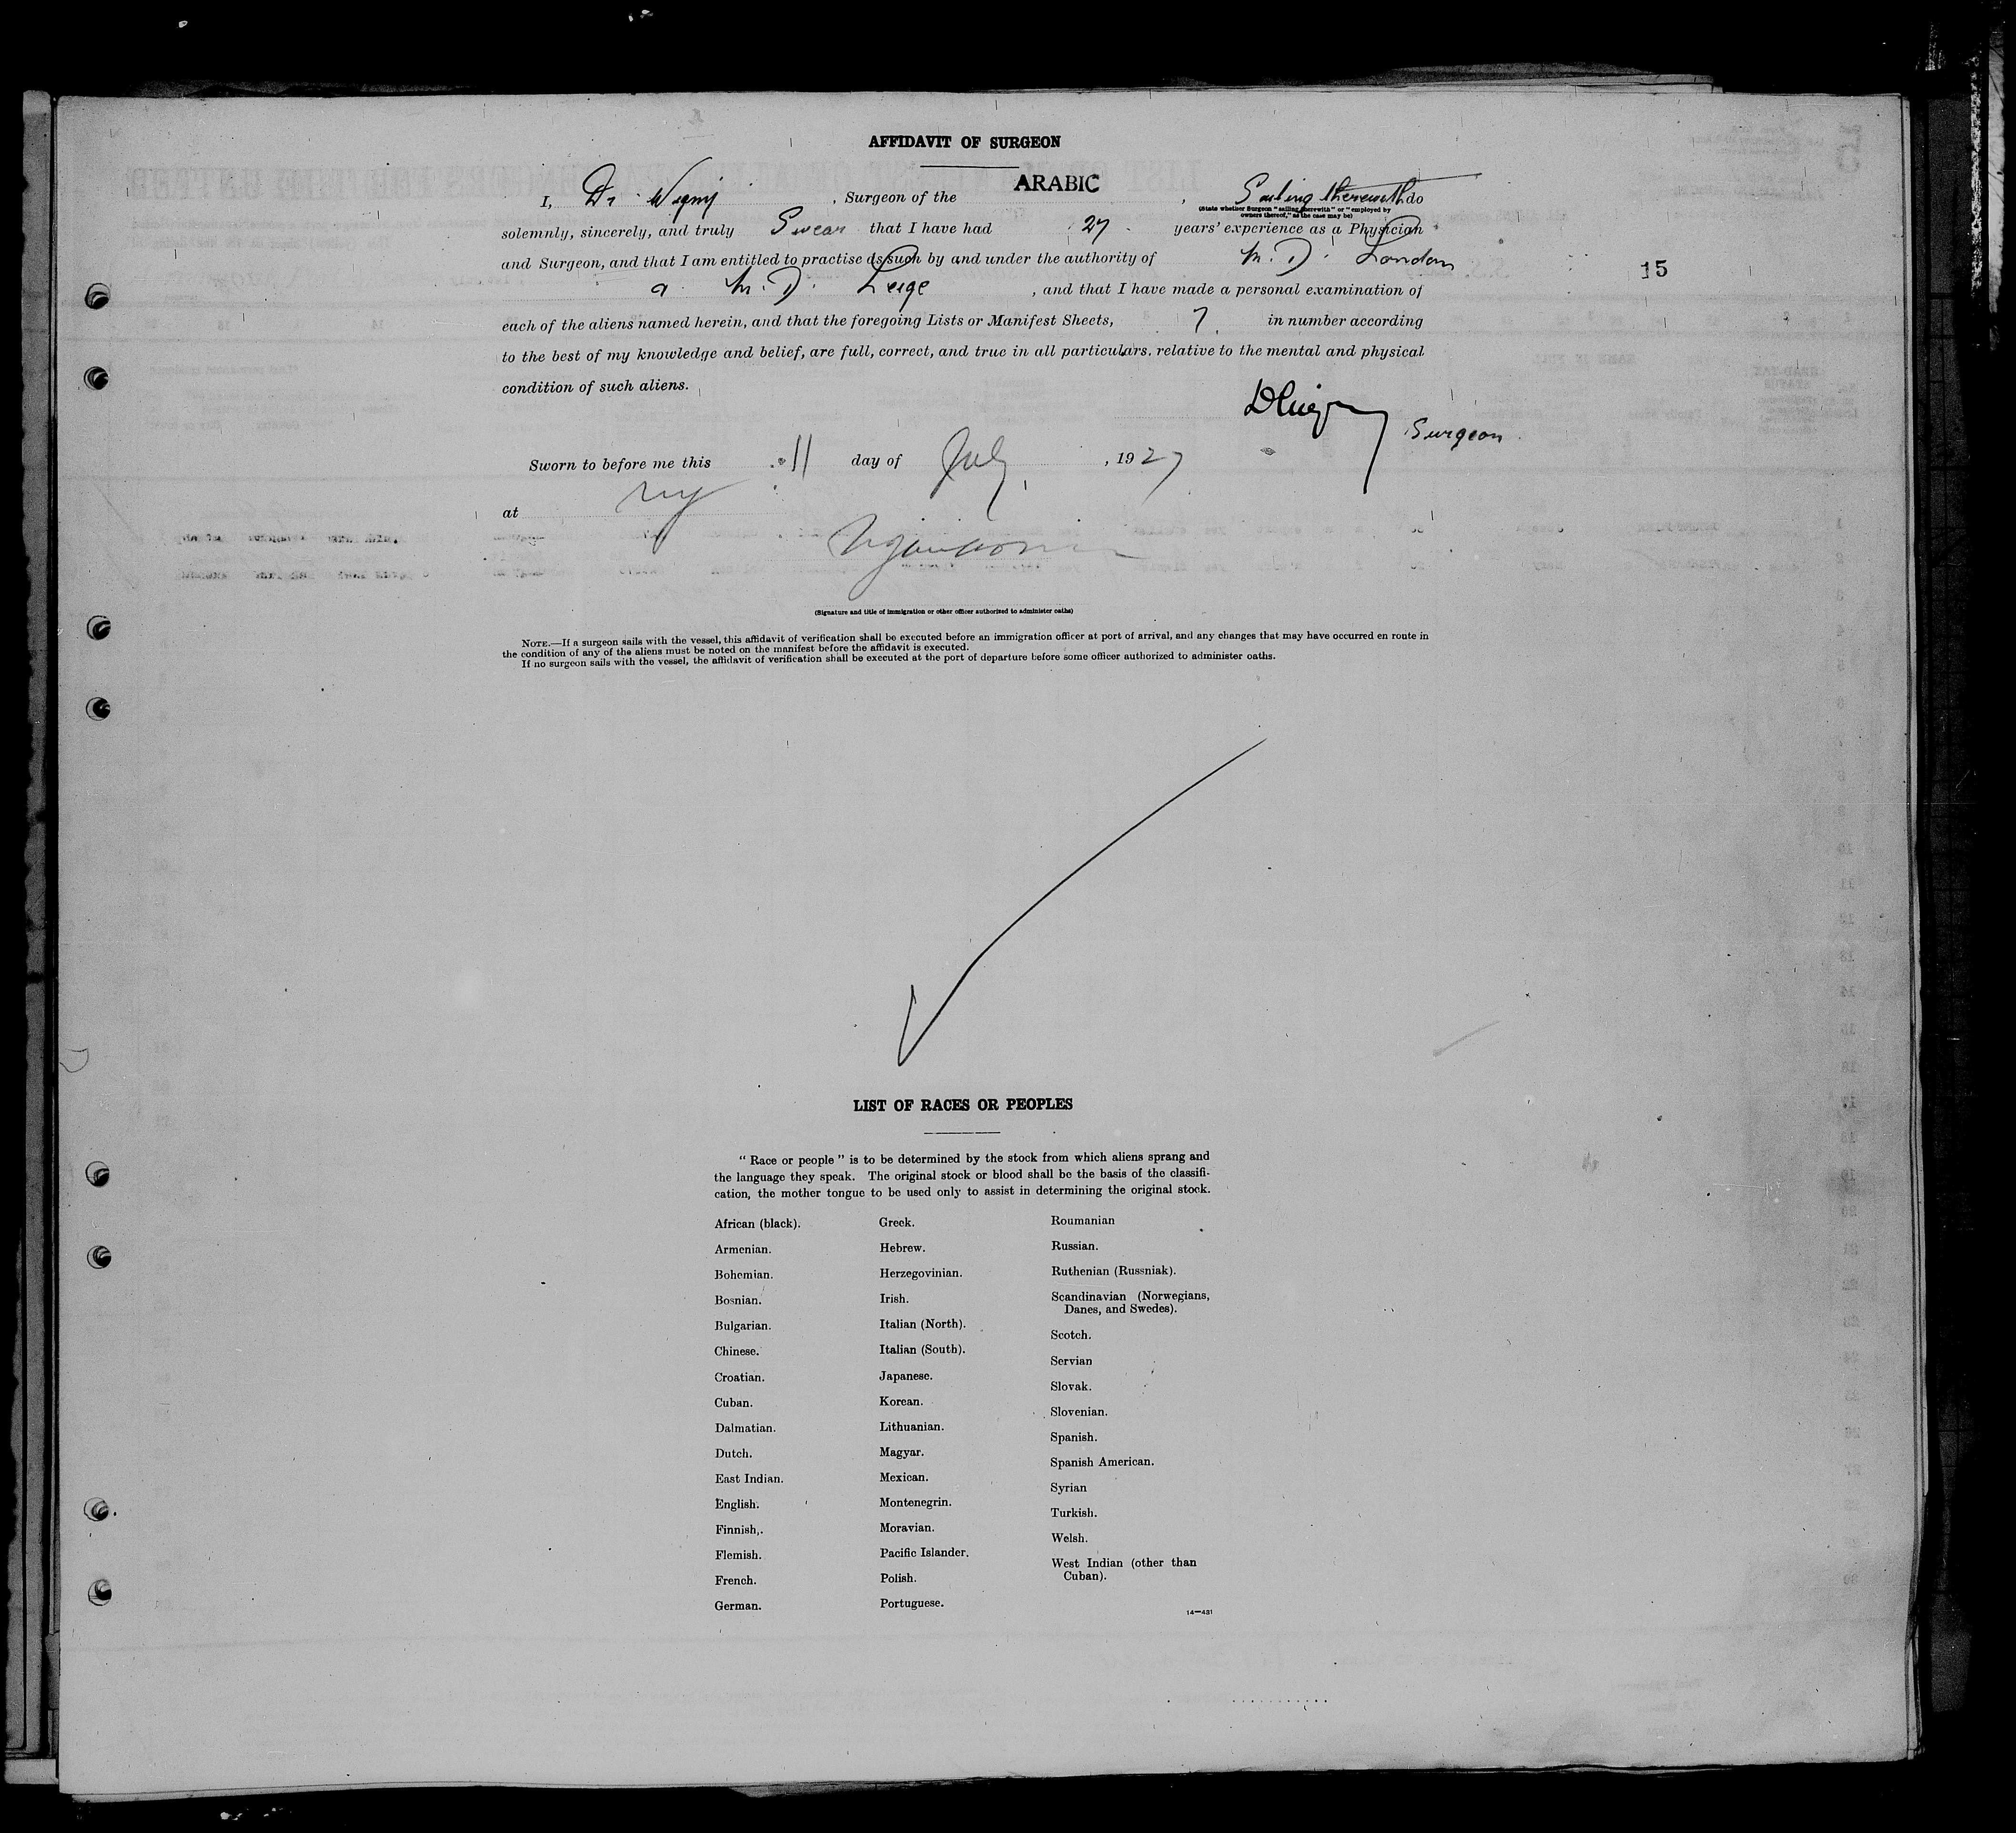 AFFIDAVIT OF SURGEON
I, Dr , Surgeon of the ARABIC , Sailing therewith do
(State whether Surgeon "sailing therewith" or "employed by
owners thereof," as the case may be)
solemnly, sincerely, and truly Swear that I have had 27 years' experience as a Physician
and Surgeon, and that I am entitled to practise as such by and under the authority of M. D. London
15
a M. D. Leige , and that I have made a personal examination of
each of the aliens named herein, and that the foregoing Lists or Manifest Sheets, 7 in number according
to the best of my knowledge and belief, are full, correct, and true in all particulars, relative to the mental and physical
condition of such aliens.
Surgeon
Sworn to before me this 11 day of July , 1927
at NY
(Signature and title of immigration or other officer authorized to administer oaths)
NOTE.—If a surgeon sails with the vessel, this affidavit of verification shall be executed before an immigration officer at port of arrival, and any changes that may have occurred en route in
the condition of any of the aliens must be noted on the manifest before the affidavit is executed.
If no surgeon sails with the vessel, the affidavit of verification shall be executed at the port of departure before some officer authorized to administer oaths.
LIST OF RACES OR PEOPLES
"Race or people" is to be determined by the stock from which aliens sprang and
the language they speak. The original stock or blood shall be the basis of the classifi-
cation, the mother tongue to be used only to assist in determining the original stock.
African (black).
Armenian.
Bohemian.
Bosnian.
Bulgarian.
Chinese.
Croatian.
Cuban.
Dalmatian.
Dutch.
East Indian.
English.
Finnish,.
Flemish.
French.
German.
Greek.
Hebrew.
Herzegovinian.
Irish.
Italian (North).
Italian (South).
Japanese.
Korean.
Lithuanian.
Magyar.
Mexican.
Montenegrin.
Moravian.
Pacific Islander.
Polish.
Portuguese.
Roumanian
Russian.
Ruthenian (Russniak).
Scandinavian (Norwegians,
Danes, and Swedes).
Scotch.
Servian
Slovak.
Slovenian.
Spanish.
Spanish American.
Syrian
Turkish.
Welsh.
West Indian (other than
Cuban).
14—431